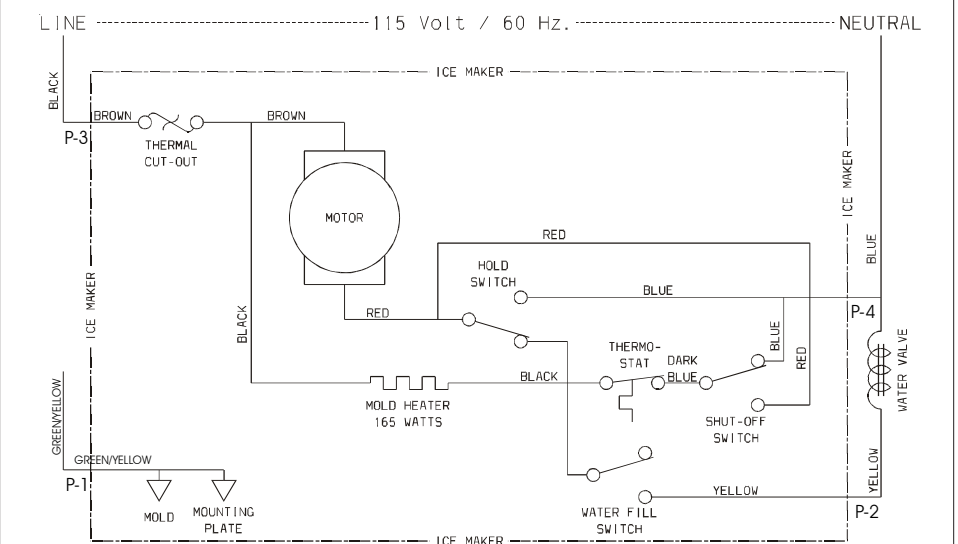 LINE 115 Volt / 60 Hz. NEUTRAL
ICE MAKER
BLACK
BROWN
BROWN
P-3
THERMAL
CUT-OUT
ICE MAKER
MOTOR
RED
BLUE
HOLD
SWITCH
BLUE
ICE MAKER
BLACK
RED
P-4
BLUE
RED
WATER VALVE
THERMO-
STAT
DARK
BLUE
BLACK
MOLD HEATER
165 WATTS
SHUT-OFF
SWITCH
GREEN/YELLOW
GREEN/YELLOW
P-1
YELLOW
YELLOW
P-2
MOLD
MOUNTING
PLATE
WATER FILL
SWITCH
ICE MAKER